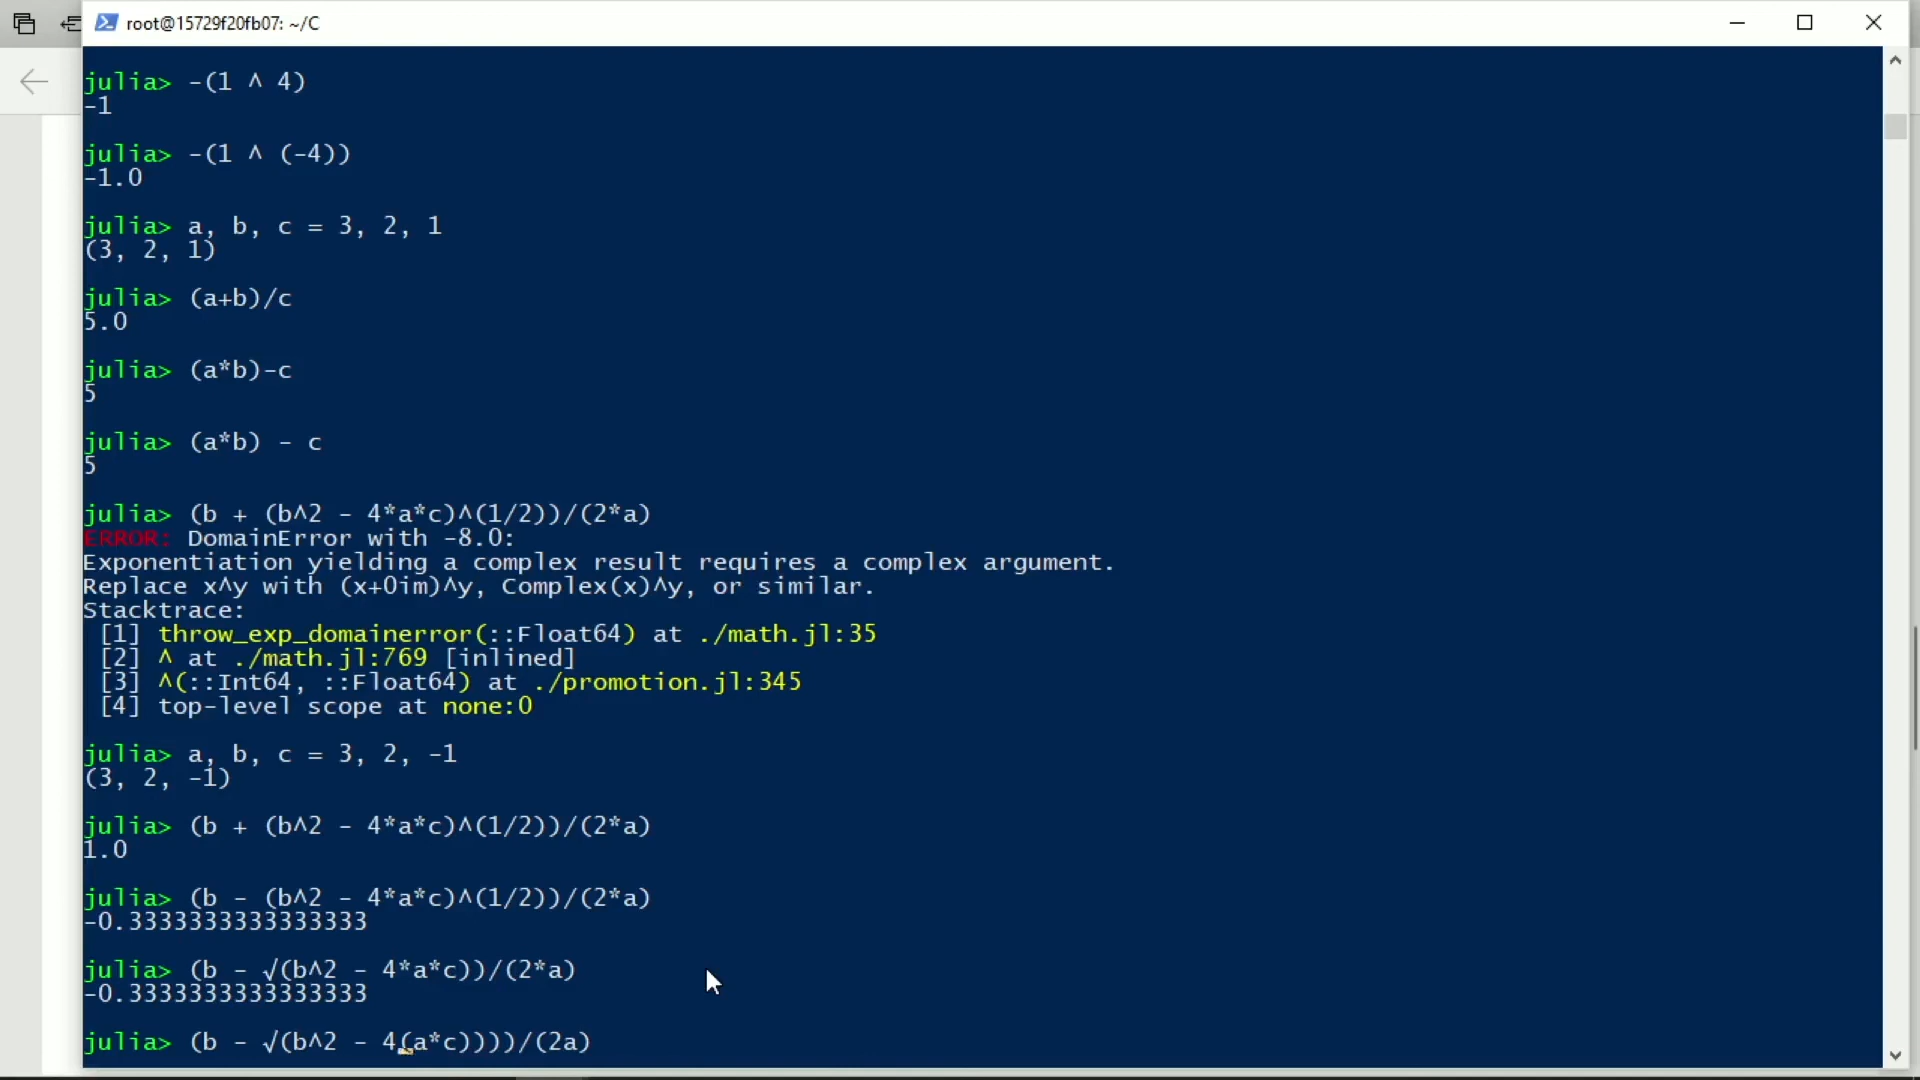 root@15729f20fb07: ~/C
julia> -(1 ^ 4)
-1
julia> -(1 ^ (-4))
-1.0
julia> a, b, c = 3, 2, 1
(3, 2, 1)
julia> (a+b)/c
5.0
julia> (a*b)-c
5
julia> (a*b) - c
5
julia> (b + (b^2 - 4*a*c)^(1/2))/(2*a)
ERROR: DomainError with -8.0:
Exponentiation yielding a complex result requires a complex argument.
Replace x^y with (x+0im)^y, Complex(x)^y, or similar.
Stacktrace:
[1] throw_exp_domainerror(::Float64) at ./math.jl:35
[2] ^ at ./math.jl:769 [inlined]
[3] ^(::Int64, ::Float64) at ./promotion.jl:345
[4] top-level scope at none:0
julia> a, b, c = 3, 2, -1
(3, 2, -1)
julia> (b + (b^2 - 4*a*c)^(1/2))/(2*a)
1.0
julia> (b - (b^2 - 4*a*c)^(1/2))/(2*a)
-0.3333333333333333
julia> (b - √(b^2 - 4*a*c))/(2*a)
-0.3333333333333333
julia> (b - √(b^2 - 4(a*c))))/(2a)